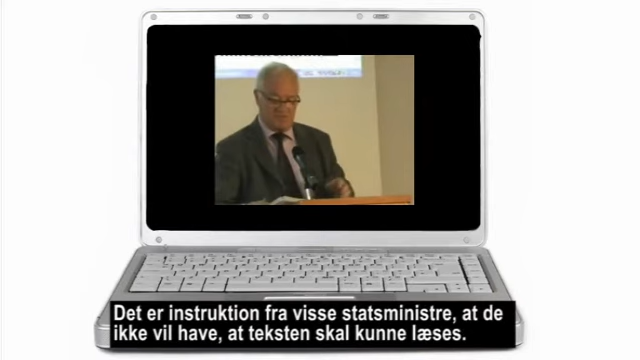 Det er instruktion fra visse statsministre, at de
ikke vil have, at teksten skal kunne læses.